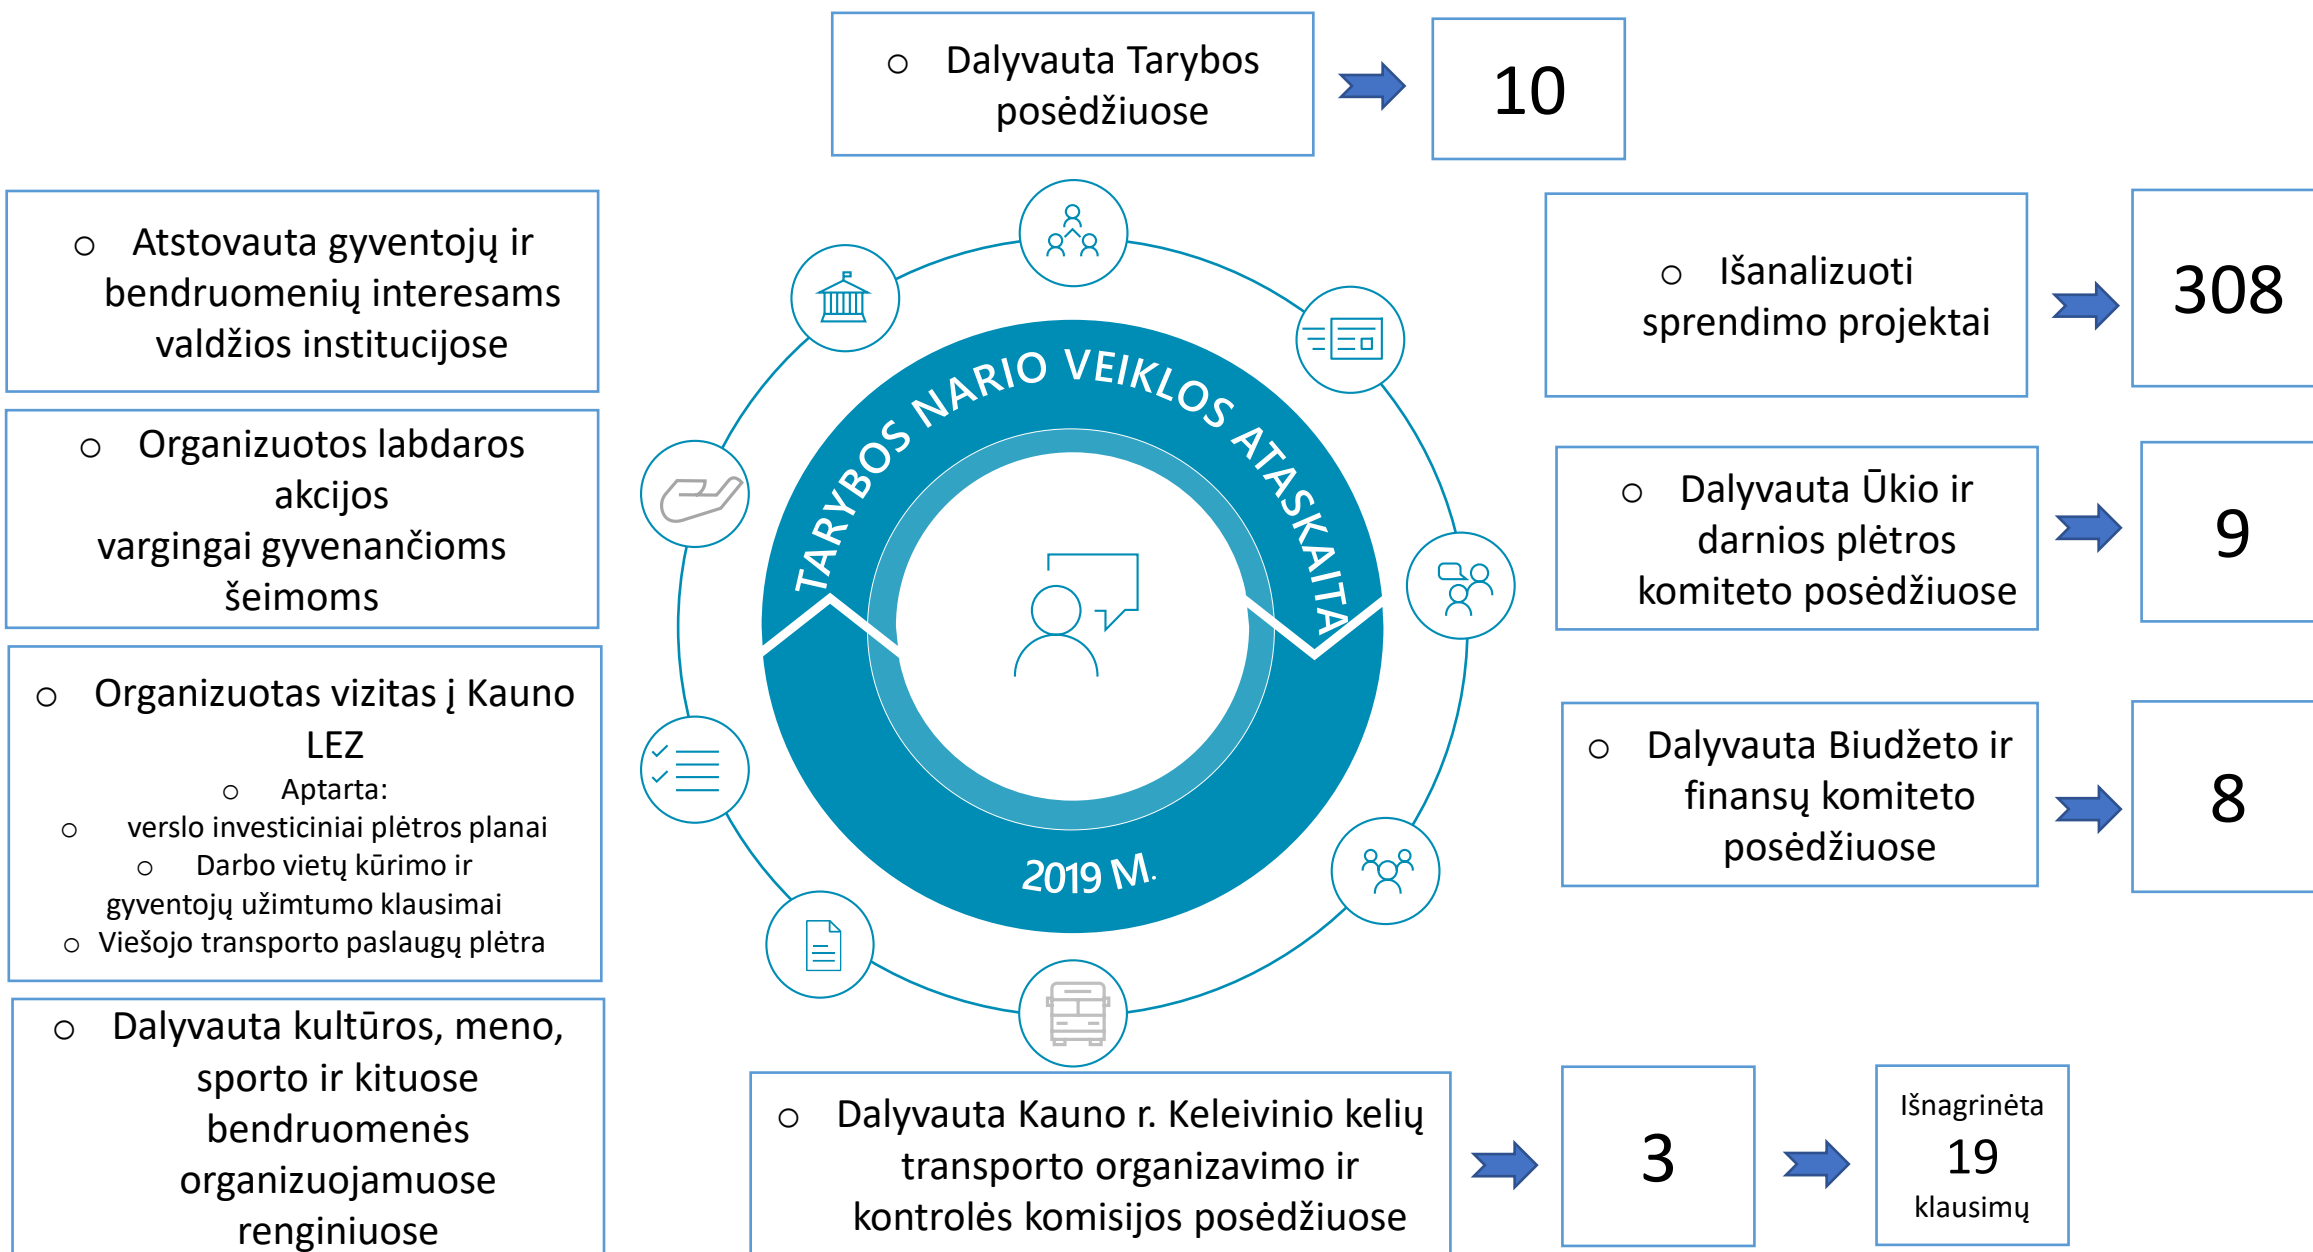 Dalyvauta Tarybos
posėdžiuose
10
Atstovauta gyventojų ir
bendruomenių interesams
valdžios institucijose
Organizuotos labdaros
akcijos
vargingai gyvenančioms
šeimoms
Organizuotas vizitas į Kauno
LEZ
Aptarta:
verslo investiciniai plėtros planai
Darbo vietų kūrimo ir
gyventojų užimtumo klausimai
Viešojo transporto paslaugų plėtra
Dalyvauta kultūros, meno,
sporto ir kituose
bendruomenės
organizuojamuose
renginiuose
TARYBOS NARIO VEIKLOS ATASKAITA
2019 M.
Išanalizuoti
sprendimo projektai
308
Dalyvauta Ūkio ir
darnios plėtros
komiteto posėdžiuose
9
Dalyvauta Biudžeto ir
finansų komiteto
posėdžiuose
8
Dalyvauta Kauno r. Keleivinio kelių
transporto organizavimo ir
kontrolės komisijos posėdžiuose
3
Išnagrinėta
19
klausimų